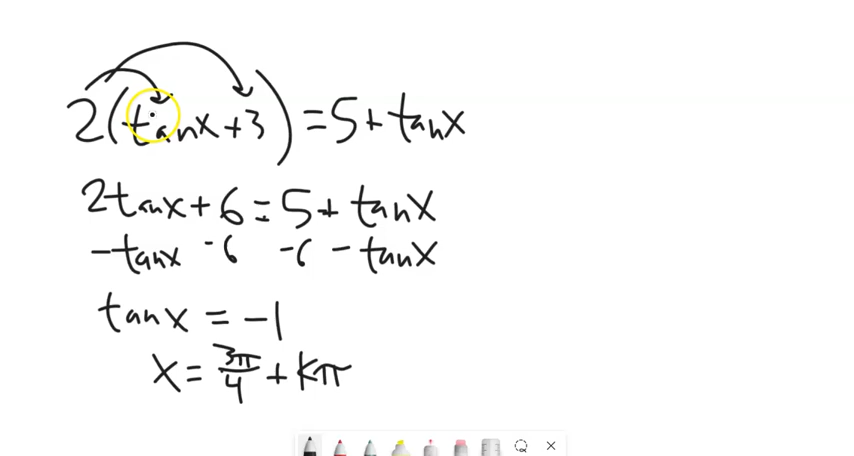 2(tanx+3)=5+tanx
2tanx+6=5+tanx
-tanx -6 -6 -tanx
tanx=-1
x=3π/4+kπ